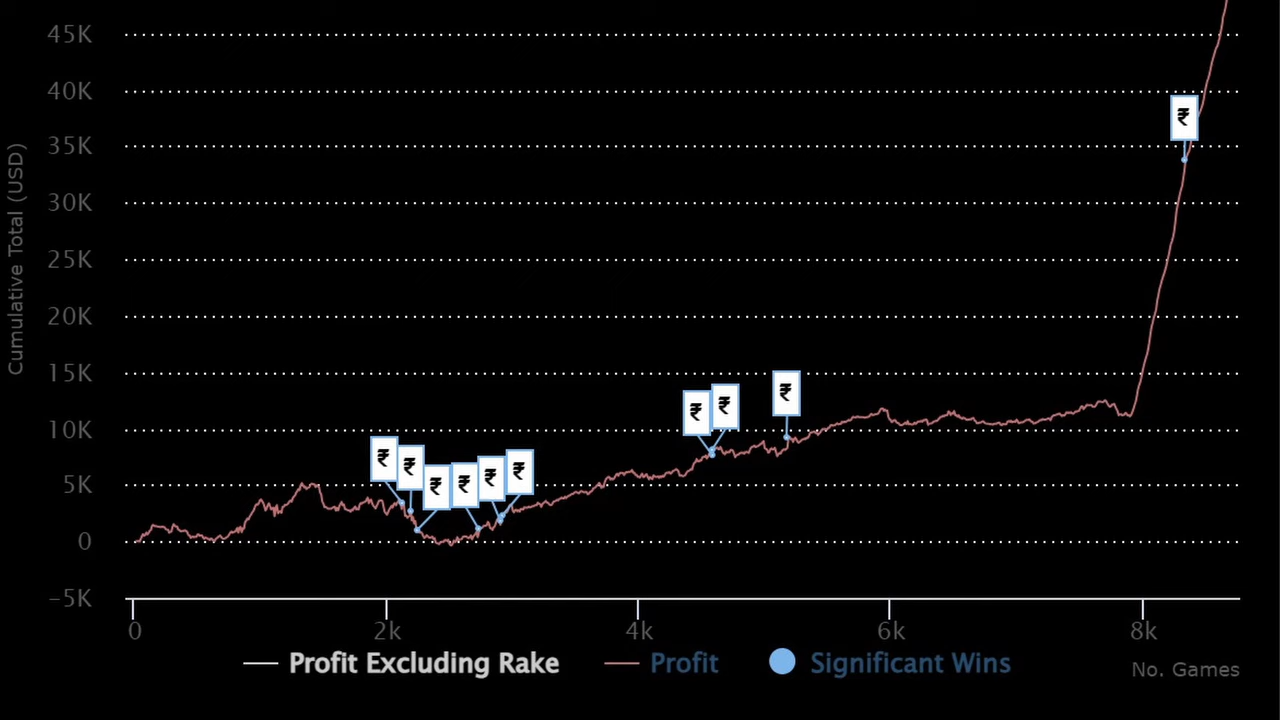 45K
40K
35K
30K
25K
20K
15K
10K
5K
0
-5K
Cumulative Total (USD)
₹
₹ ₹
₹
₹ ₹ ₹ ₹ ₹ ₹
0 2k 4k 6k 8k
Profit Excluding Rake Profit Significant Wins No. Games